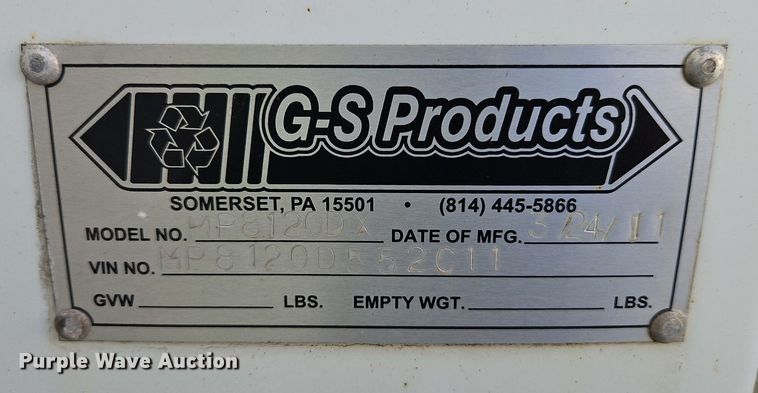 G-S Products
SOMERSET, PA 15501 • (814) 445-5866
MODEL NO. MP8120DX DATE OF MFG. 3/24/11
VIN NO. MP8120D552C11
GVW LBS. EMPTY WGT. LBS.
Purple Wave Auction